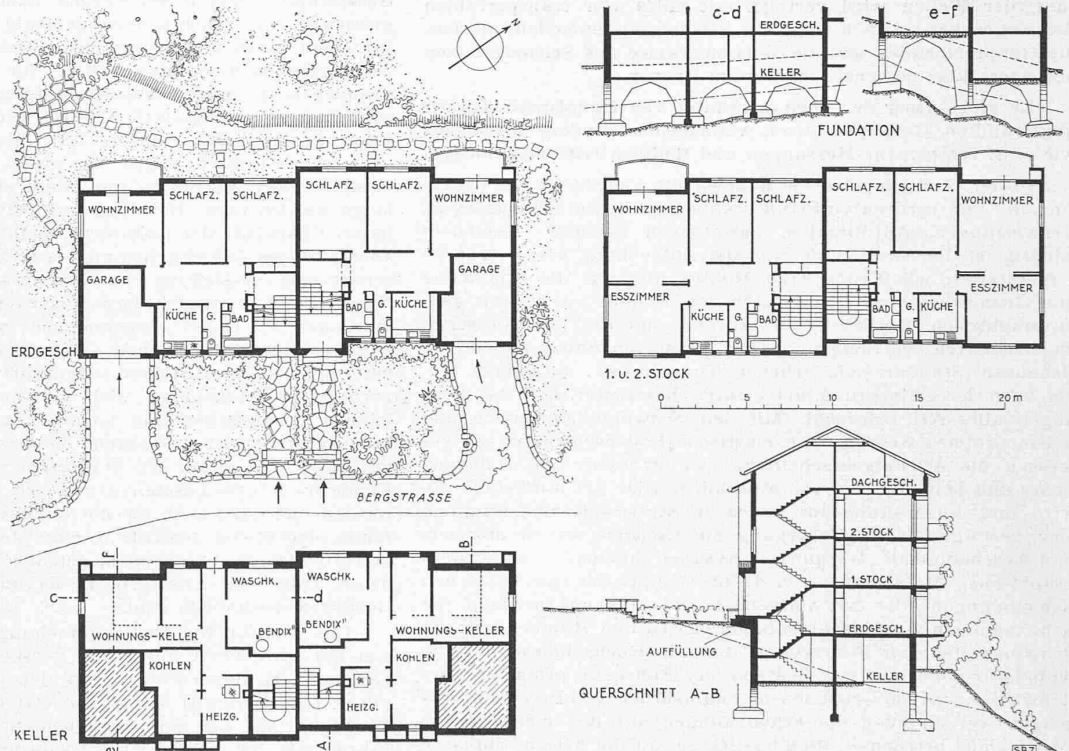 N
c-d
e-f
ERDGESCH.
KELLER
FUNDATION
SCHLAFZ. SCHLAFZ. SCHLAFZ. SCHLAFZ.
WOHNZIMMER WOHNZIMMER
GARAGE GARAGE
KÜCHE G. BAD BAD G. KÜCHE
ERDGESCH.
BERGSTRASSE
SCHLAFZ. SCHLAFZ. SCHLAFZ. SCHLAFZ.
WOHNZIMMER WOHNZIMMER
ESSZIMMER ESSZIMMER
KÜCHE G. BAD BAD G. KÜCHE
1. u. 2. STOCK
0 5 10 15 20 m
F B
WASCHK. WASCHK.
c d
"BENDIX" "BENDIX"
WOHNUNGS-KELLER WOHNUNGS-KELLER
KOHLEN KOHLEN
HEIZG. HEIZG.
KELLER
A
DACHGESCH.
2. STOCK
1. STOCK
ERDGESCH.
KELLER
AUFFÜLLUNG
QUERSCHNITT A-B
SBZ